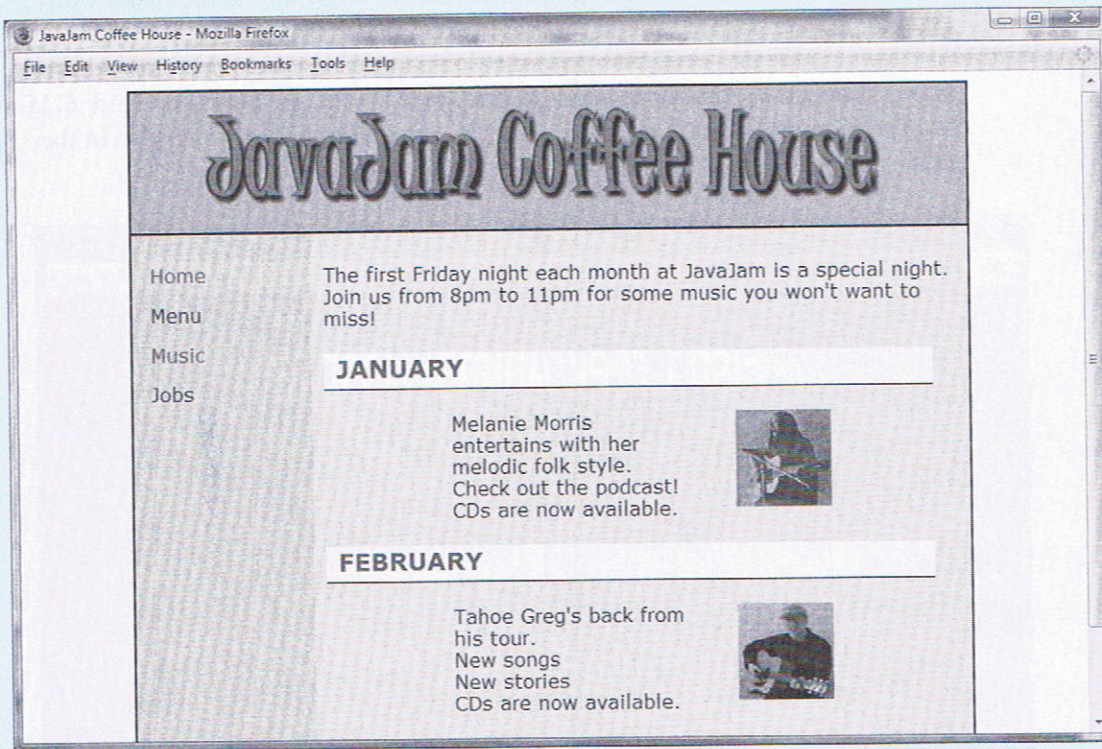 JavaJam Coffee House - Mozilla Firefox
File Edit View History Bookmarks Tools Help
JavaJam Coffee House
Home
Menu
Music
Jobs
The first Friday night each month at JavaJam is a special night.
Join us from 8pm to 11pm for some music you won't want to
miss!
JANUARY
Melanie Morris
entertains with her
melodic folk style.
Check out the podcast!
CDs are now available.
FEBRUARY
Tahoe Greg's back from
his tour.
New songs
New stories
CDs are now available.